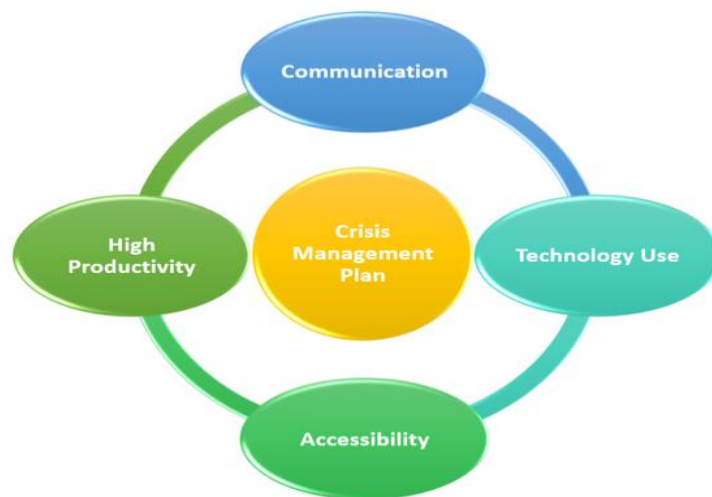 Communication
High
Productivity
Crisis
Management
Plan
Technology Use
Accessibility